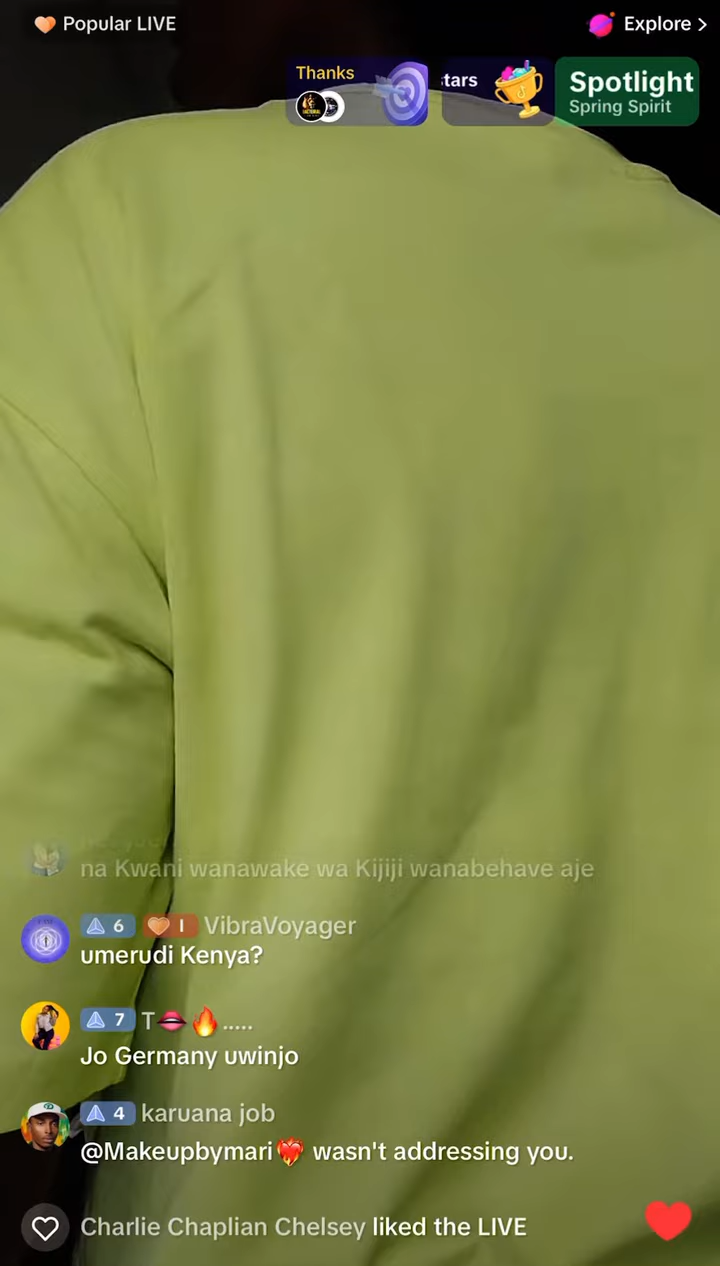 Popular LIVE
Explore
Thanks
stars
Spotlight
Spring Spirit
na Kwani wanawake wa Kijiji wanabehave aje
6 I VibraVoyager
umerudi Kenya?
7 T🫦🔥.....
Jo Germany uwinjo
4 karuana job
@Makeupbymari❤️‍🔥 wasn't addressing you.
Charlie Chaplian Chelsey liked the LIVE